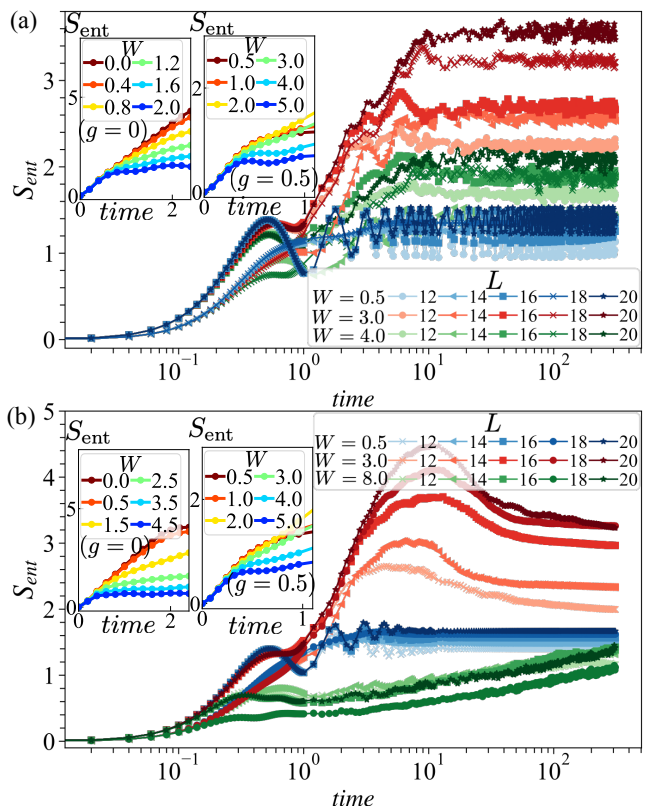 (a)
S_ent
S_ent
W
0.0 1.2
0.4 1.6
0.8 2.0
(g = 0)
5
0
0 2
time
W
0.5 3.0
1.0 4.0
2.0 5.0
(g = 0.5)
2
0
0 1
time
S_ent
4
3
2
1
0
L
W = 0.5 12 14 16 18 20
W = 3.0 12 14 16 18 20
W = 4.0 12 14 16 18 20
10^{-1} 10^0 10^1 10^2
time
(b)
S_ent
S_ent
L
W = 0.5 12 14 16 18 20
W = 3.0 12 14 16 18 20
W = 8.0 12 14 16 18 20
W
0.0 2.5
0.5 3.5
1.5 4.5
(g = 0)
5
0
0 2
time
W
0.5 3.0
1.0 4.0
2.0 5.0
(g = 0.5)
2
0
0 1
time
S_ent
5
4
3
2
1
0
10^{-1} 10^0 10^1 10^2
time